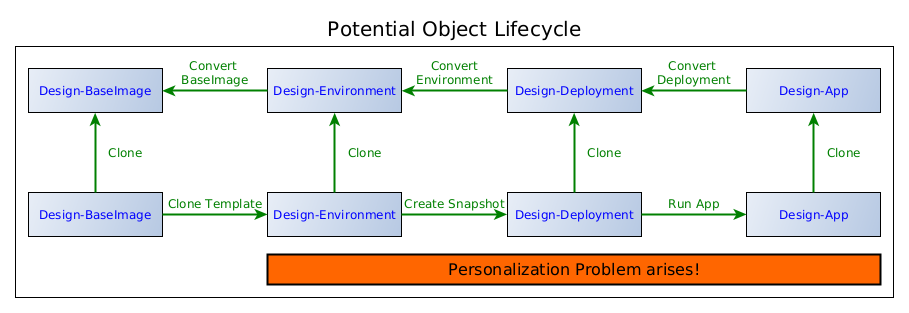 Potential Object Lifecycle
Convert
BaseImage
Convert
Environment
Convert
Deployment
Design-BaseImage
Design-Environment
Design-Deployment
Design-App
Clone
Clone
Clone
Clone
Clone Template
Create Snapshot
Run App
Design-BaseImage
Design-Environment
Design-Deployment
Design-App
Personalization Problem arises!